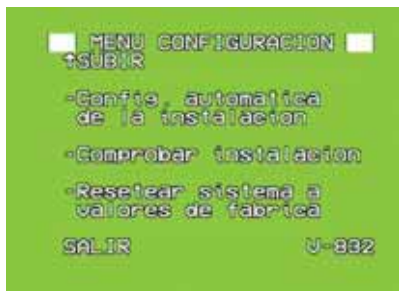 MENU CONFIGURACION
↑SUBIR
-Config. automatica
de la instalacion
-Comprobar instalacion
-Resetear sistema a
valores de fabrica
SALIR V-832